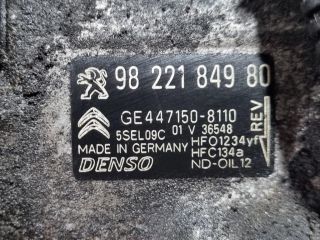 98 221 849 80
GE447150-8110
5SEL09C 01 V 36548
MADE IN GERMANY
HFO1234yf
HFC134a
DENSO
ND-OIL12
REV